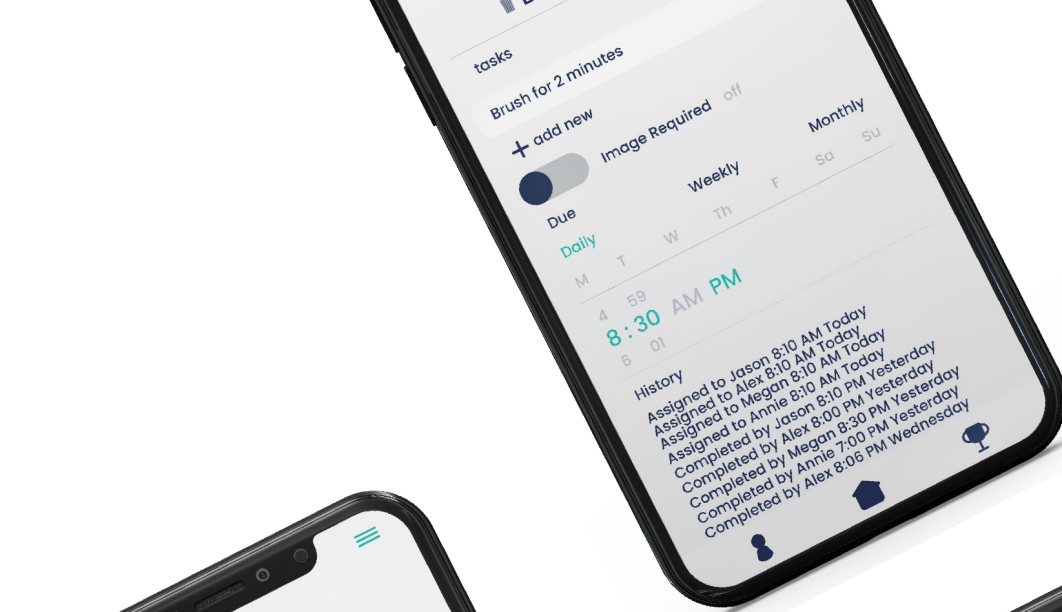 tasks
Brush for 2 minutes
+ add new
Image Required off
Due
Daily Weekly Monthly
M T W Th F Sa Su
4 59
8 : 30 AM PM
6 01
History
Assigned to Jason 8:10 AM Today
Assigned to Alex 8:10 AM Today
Assigned to Megan 8:10 AM Today
Assigned to Annie 8:10 AM Today
Completed by Jason 8:10 PM Yesterday
Completed by Alex 8:00 PM Yesterday
Completed by Megan 8:30 PM Yesterday
Completed by Annie 7:00 PM Yesterday
Completed by Alex 8:06 PM Wednesday